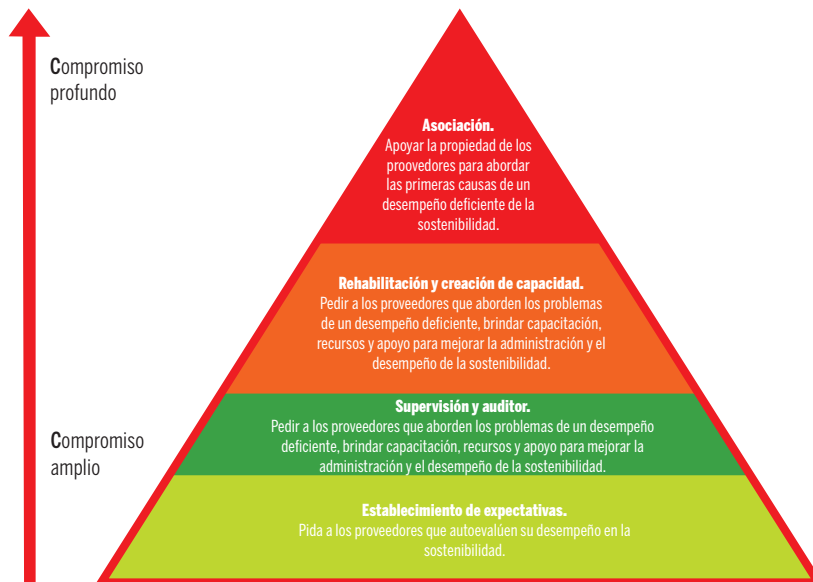 Compromiso
profundo
Asociación.
Apoyar la propiedad de los
proovedores para abordar
las primeras causas de un
desempeño deficiente de la
sostenibilidad.
Rehabilitación y creación de capacidad.
Pedir a los proveedores que aborden los problemas
de un desempeño deficiente, brindar capacitación,
recursos y apoyo para mejorar la administración y el
desempeño de la sostenibilidad.
Compromiso
amplio
Supervisión y auditor.
Pedir a los proveedores que aborden los problemas de un desempeño
deficiente, brindar capacitación, recursos y apoyo para mejorar la
administración y el desempeño de la sostenibilidad.
Establecimiento de expectativas.
Pida a los proveedores que autoevalúen su desempeño en la
sostenibilidad.